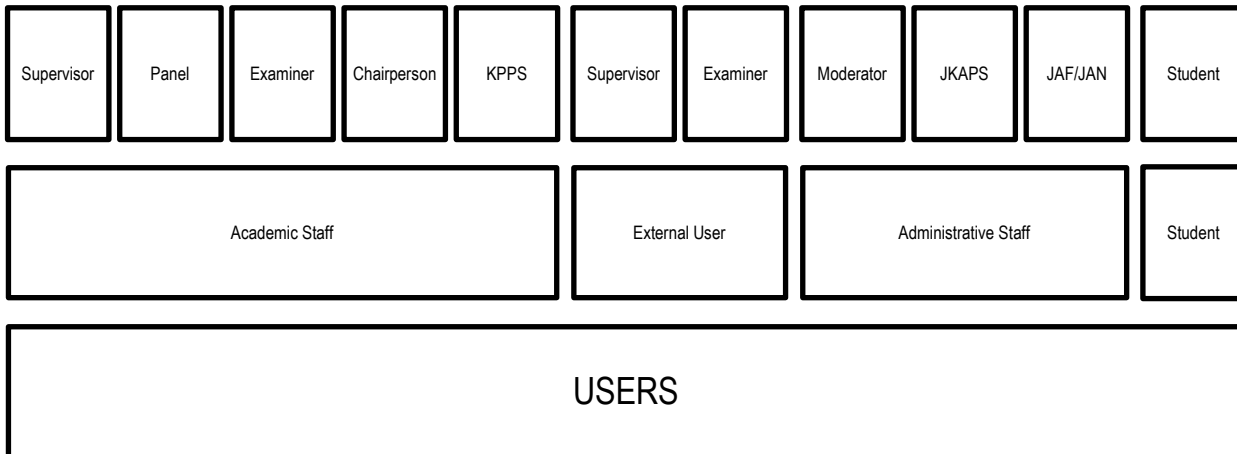 Supervisor
Panel
Examiner
Chairperson
KPPS
Supervisor
Examiner
Moderator
JKAPS
JAF/JAN
Student
Academic Staff
External User
Administrative Staff
Student
USERS